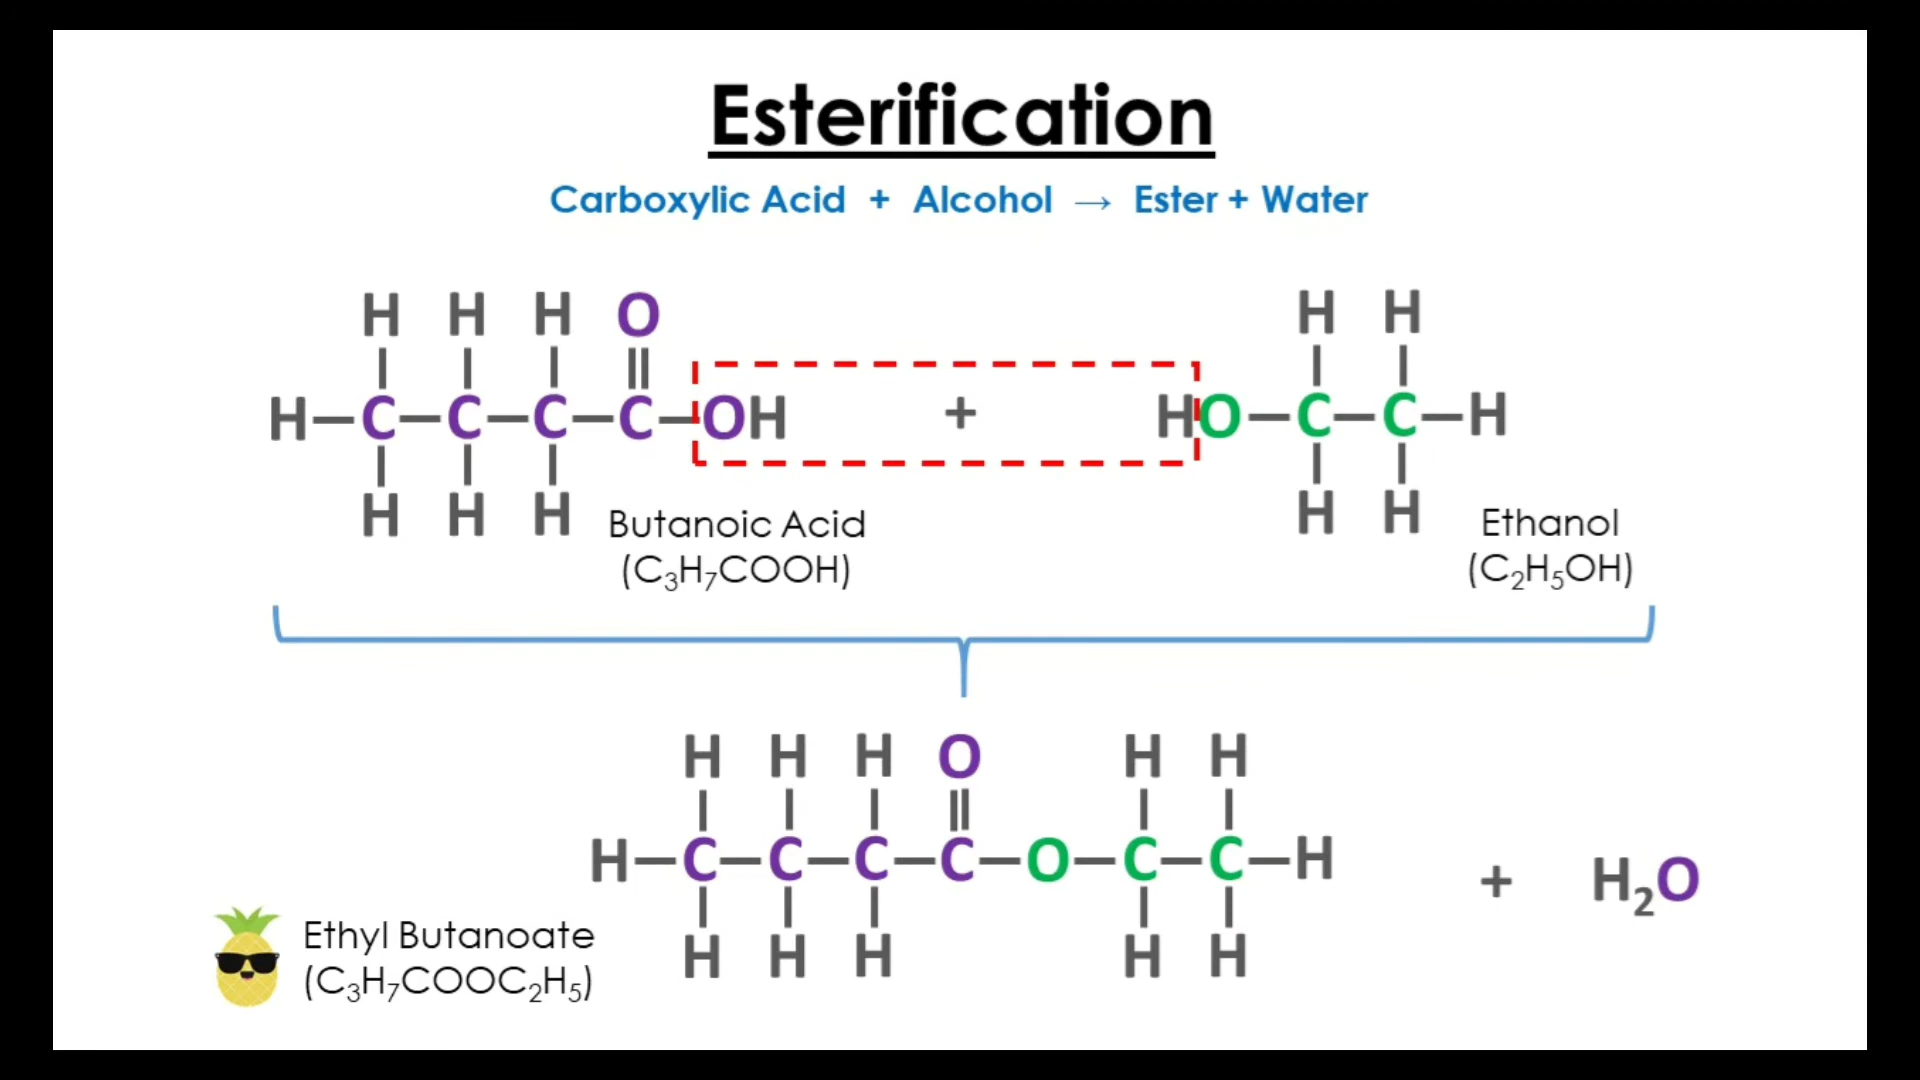 Esterification
Carboxylic Acid + Alcohol → Ester + Water
H H H O H H
H—C—C—C—C—OH + HO—C—C—H
H H H H H
Butanoic Acid
(C₃H₇COOH)
Ethanol
(C₂H₅OH)
H H H O H H
H—C—C—C—C—O—C—C—H + H₂O
H H H H H
Ethyl Butanoate
(C₃H₇COOC₂H₅)